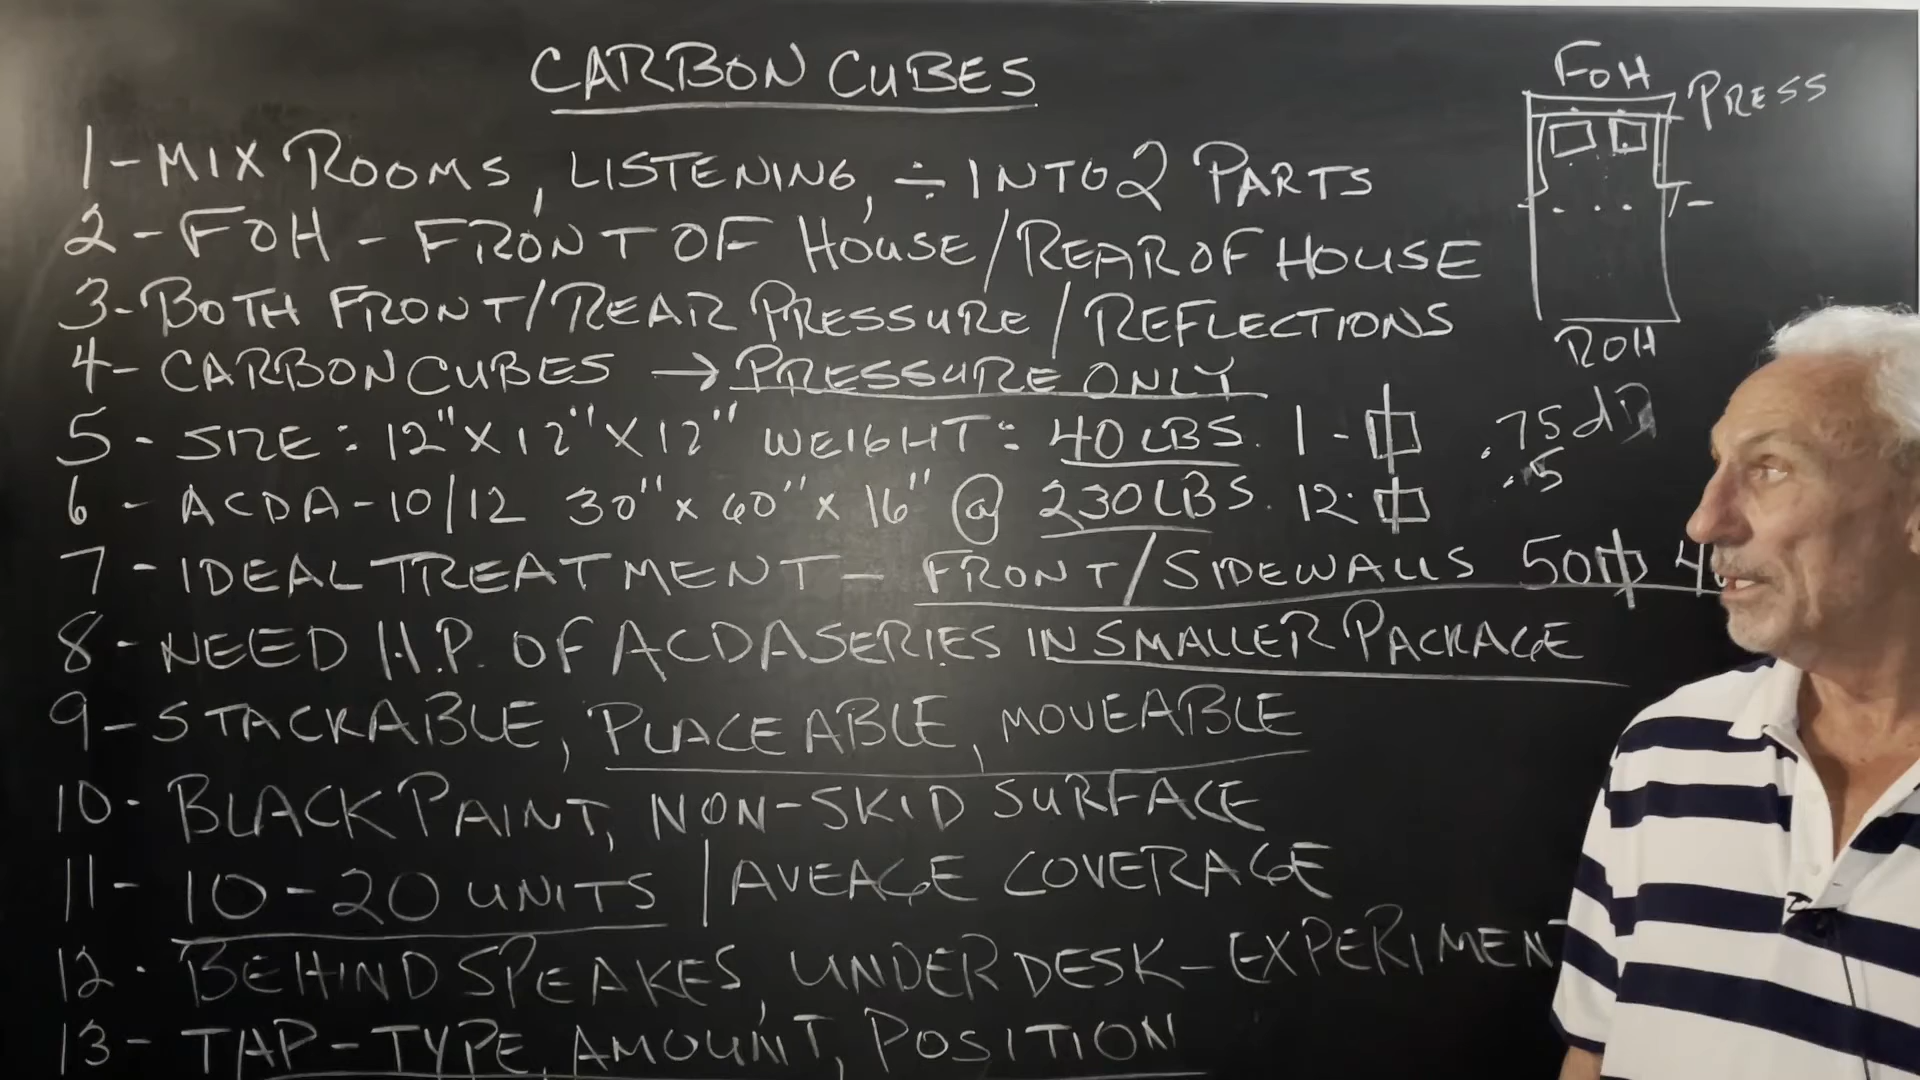 CARBON CUBES
1-MIX ROOMS, LISTENING, ÷ INTO 2 PARTS
2-FOH - FRONT OF HOUSE/REAR OF HOUSE
3-BOTH FRONT/REAR PRESSURE/REFLECTIONS
4- CARBON CUBES → PRESSURE ONLY
5- SIZE: 12"X12"X12" WEIGHT: 40 LBS. 1-
6- ACDA-10/12 30"x60"x16" @ 230 LBS. 12:
7-IDEAL TREATMENT- FRONT/SIDEWALLS 50
8-NEED H.P. OF ACDA SERIES IN SMALLER PACKAGE
9-STACKABLE, PLACEABLE, MOVEABLE
10- BLACK PAINT, NON-SKID SURFACE
11- 10-20 UNITS | AVEAGE COVERAGE
12- BEHIND SPEAKES, UNDER DESK-EXPERIMENT
13-TAP-TYPE, AMOUNT, POSITION
FOH
PRESS
ROH
.75 dB
.5